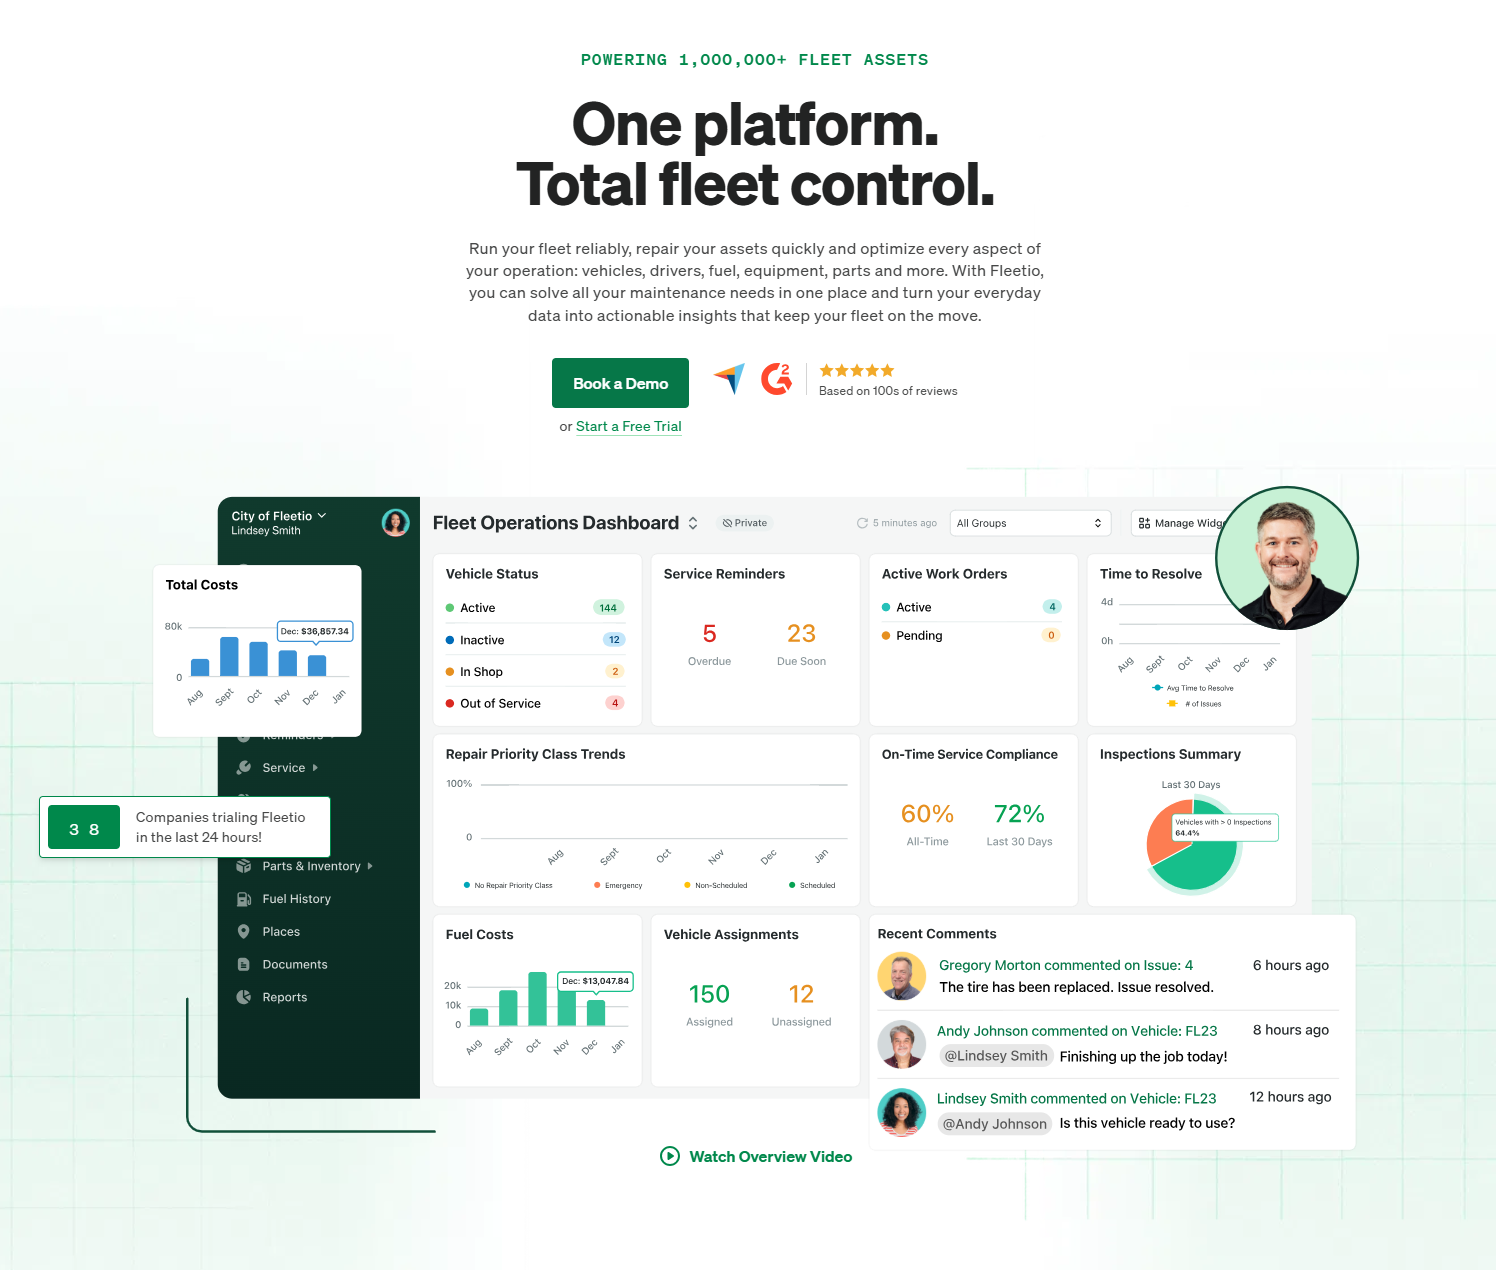 POWERING 1,000,000+ FLEET ASSETS
One platform.
Total fleet control.
Run your fleet reliably, repair your assets quickly and optimize every aspect of
your operation: vehicles, drivers, fuel, equipment, parts and more. With Fleetio,
you can solve all your maintenance needs in one place and turn your everyday
data into actionable insights that keep your fleet on the move.
Book a Demo
or Start a Free Trial
Based on 100s of reviews
City of Fleetio
Lindsey Smith
Fleet Operations Dashboard
Private
5 minutes ago
All Groups
Manage Widg
Total Costs
80k
0
Dec: $36,857.34
Aug Sept Oct Nov Dec Jan
Reminders
Service
3 8
Companies trialing Fleetio
in the last 24 hours!
Parts & Inventory
Fuel History
Places
Documents
Reports
Vehicle Status
Active 144
Inactive 12
In Shop 2
Out of Service 4
Service Reminders
5 23
Overdue Due Soon
Active Work Orders
Active 4
Pending 0
Time to Resolve
4d
0h
Aug Sept Oct Nov Dec Jan
Avg Time to Resolve
# of Issues
Repair Priority Class Trends
100%
0
Aug Sept Oct Nov Dec Jan
No Repair Priority Class Emergency Non-Scheduled Scheduled
On-Time Service Compliance
60% 72%
All-Time Last 30 Days
Inspections Summary
Last 30 Days
Vehicles with > 0 Inspections
64.4%
Fuel Costs
20k
10k
0
Dec: $13,047.84
Aug Sept Oct Nov Dec Jan
Vehicle Assignments
150 12
Assigned Unassigned
Recent Comments
Gregory Morton commented on Issue: 4 6 hours ago
The tire has been replaced. Issue resolved.
Andy Johnson commented on Vehicle: FL23 8 hours ago
@Lindsey Smith Finishing up the job today!
Lindsey Smith commented on Vehicle: FL23 12 hours ago
@Andy Johnson Is this vehicle ready to use?
Watch Overview Video